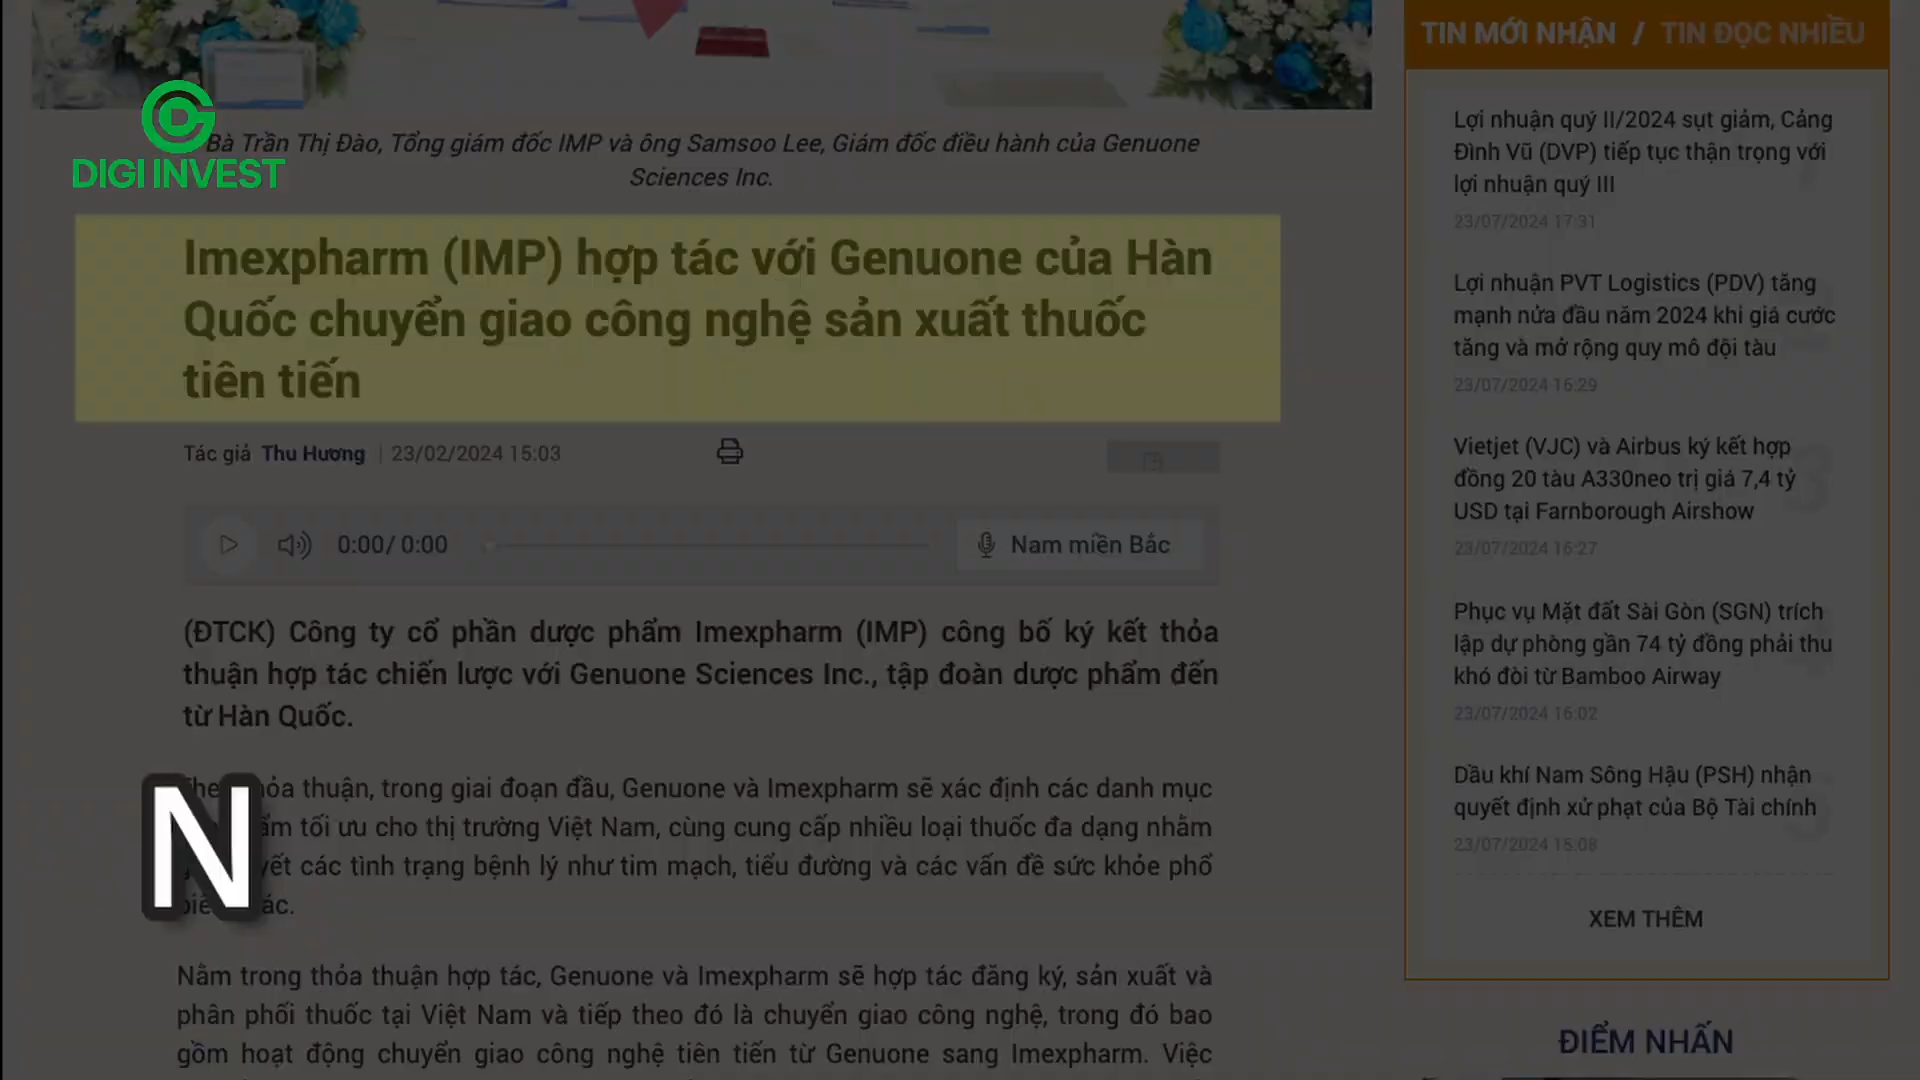 TIN MỚI NHẬN / TIN ĐỌC NHIỀU
DIGI INVEST
Bà Trần Thị Đào, Tổng giám đốc IMP và ông Samsoo Lee, Giám đốc điều hành của Genuone
Sciences Inc.
Imexpharm (IMP) hợp tác với Genuone của Hàn
Quốc chuyển giao công nghệ sản xuất thuốc
tiên tiến
Tác giả Thu Hương | 23/02/2024 15:03
0:00/ 0:00
Nam miền Bắc
(ĐTCK) Công ty cổ phần dược phẩm Imexpharm (IMP) công bố ký kết thỏa
thuận hợp tác chiến lược với Genuone Sciences Inc., tập đoàn dược phẩm đến
từ Hàn Quốc.
thuận, trong giai đoạn đầu, Genuone và Imexpharm sẽ xác định các danh mục
tối ưu cho thị trường Việt Nam, cùng cung cấp nhiều loại thuốc đa dạng nhằm
các tình trạng bệnh lý như tim mạch, tiểu đường và các vấn đề sức khỏe phổ
N
Nằm trong thỏa thuận hợp tác, Genuone và Imexpharm sẽ hợp tác đăng ký, sản xuất và
phân phối thuốc tại Việt Nam và tiếp theo đó là chuyển giao công nghệ, trong đó bao
gồm hoạt động chuyển giao công nghệ tiên tiến từ Genuone sang Imexpharm. Việc
Lợi nhuận quý II/2024 sụt giảm, Cảng
Đình Vũ (DVP) tiếp tục thận trọng với
lợi nhuận quý III
23/07/2024 17:31
Lợi nhuận PVT Logistics (PDV) tăng
mạnh nửa đầu năm 2024 khi giá cước
tăng và mở rộng quy mô đội tàu
23/07/2024 16:29
Vietjet (VJC) và Airbus ký kết hợp
đồng 20 tàu A330neo trị giá 7,4 tỷ
USD tại Farnborough Airshow
23/07/2024 16:27
Phục vụ Mặt đất Sài Gòn (SGN) trích
lập dự phòng gần 74 tỷ đồng phải thu
khó đòi từ Bamboo Airway
23/07/2024 16:02
Dầu khí Nam Sông Hậu (PSH) nhận
quyết định xử phạt của Bộ Tài chính
23/07/2024 15:08
XEM THÊM
ĐIỂM NHẤN